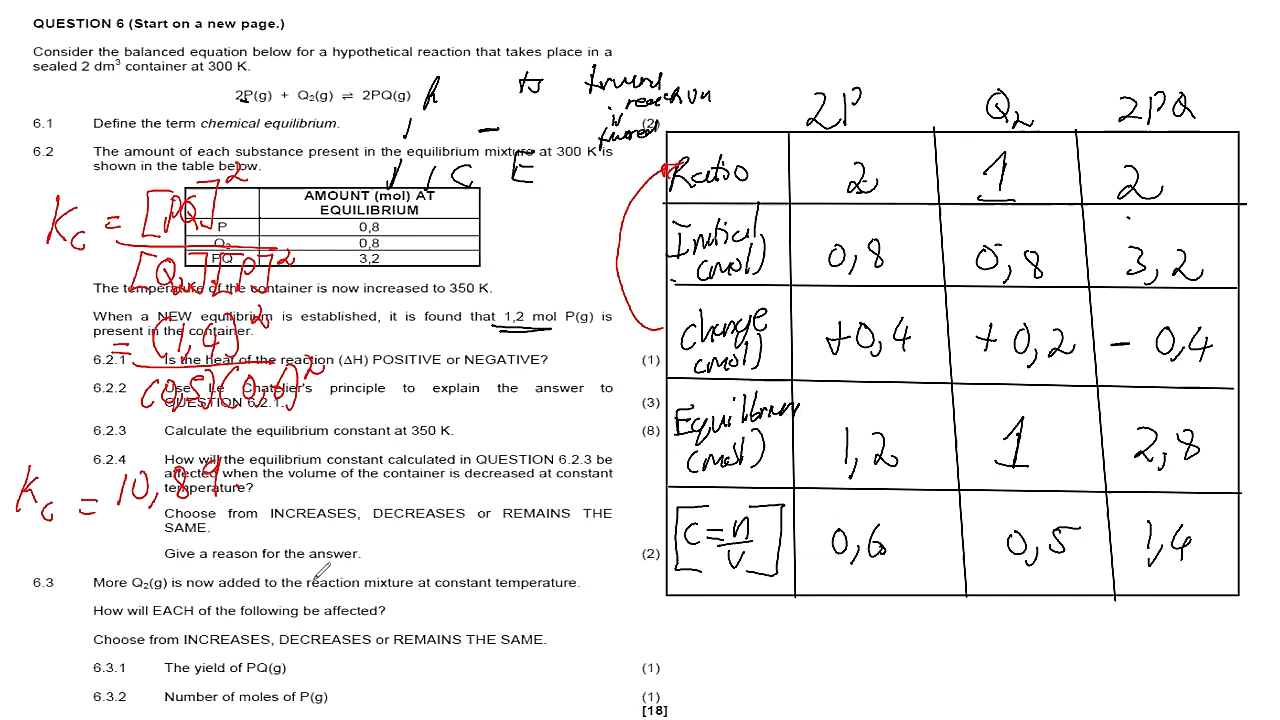 QUESTION 6 (Start on a new page.)
Consider the balanced equation below for a hypothetical reaction that takes place in a
sealed 2 dm³ container at 300 K.
2P(g) + Q₂(g) ⇌ 2PQ(g)
6.1 Define the term chemical equilibrium. (2)
6.2 The amount of each substance present in the equilibrium mixture at 300 K is
shown in the table below.
AMOUNT (mol) AT
EQUILIBRIUM
P 0,8
Q₂ 0,8
PQ 3,2
The temperature of the container is now increased to 350 K.
When a NEW equilibrium is established, it is found that 1,2 mol P(g) is
present in the container.
6.2.1 Is the heat of the reaction (ΔH) POSITIVE or NEGATIVE? (1)
6.2.2 Use Le Chatelier's principle to explain the answer to
QUESTION 6.2.1. (3)
6.2.3 Calculate the equilibrium constant at 350 K. (8)
6.2.4 How will the equilibrium constant calculated in QUESTION 6.2.3 be
affected when the volume of the container is decreased at constant
temperature?
Choose from INCREASES, DECREASES or REMAINS THE
SAME.
Give a reason for the answer. (2)
6.3 More Q₂(g) is now added to the reaction mixture at constant temperature.
How will EACH of the following be affected?
Choose from INCREASES, DECREASES or REMAINS THE SAME.
6.3.1 The yield of PQ(g) (1)
6.3.2 Number of moles of P(g) (1)
[18]
reaction
is
I C E
Kc = [PQ]²
[Q₂][P]²
= (1,4)²
(0,5)(0,6)²
Kc = 10,89
2P Q₂ 2PQ
Ratio 2 1 2
Initial (mol) 0,8 0,8 3,2
Change (mol) +0,4 +0,2 - 0,4
Equilibrium (mol) 1,2 1 2,8
[C = n/V] 0,6 0,5 1,4